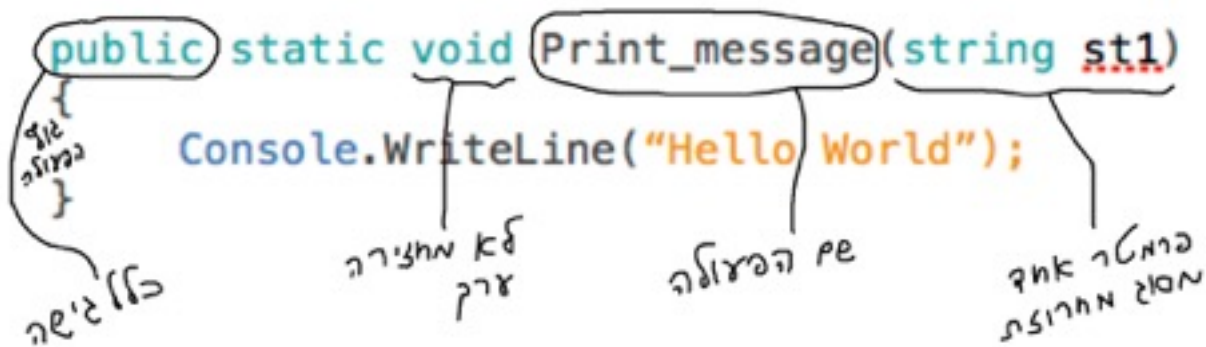 public static void Print_message(string st1)
{
גוף
הפעולה
Console.WriteLine(“Hello World”);
}
כלל גישה
לא מחזירה
ערך
שם הפעולה
פרמטר אחד
מסוג מחרוזת